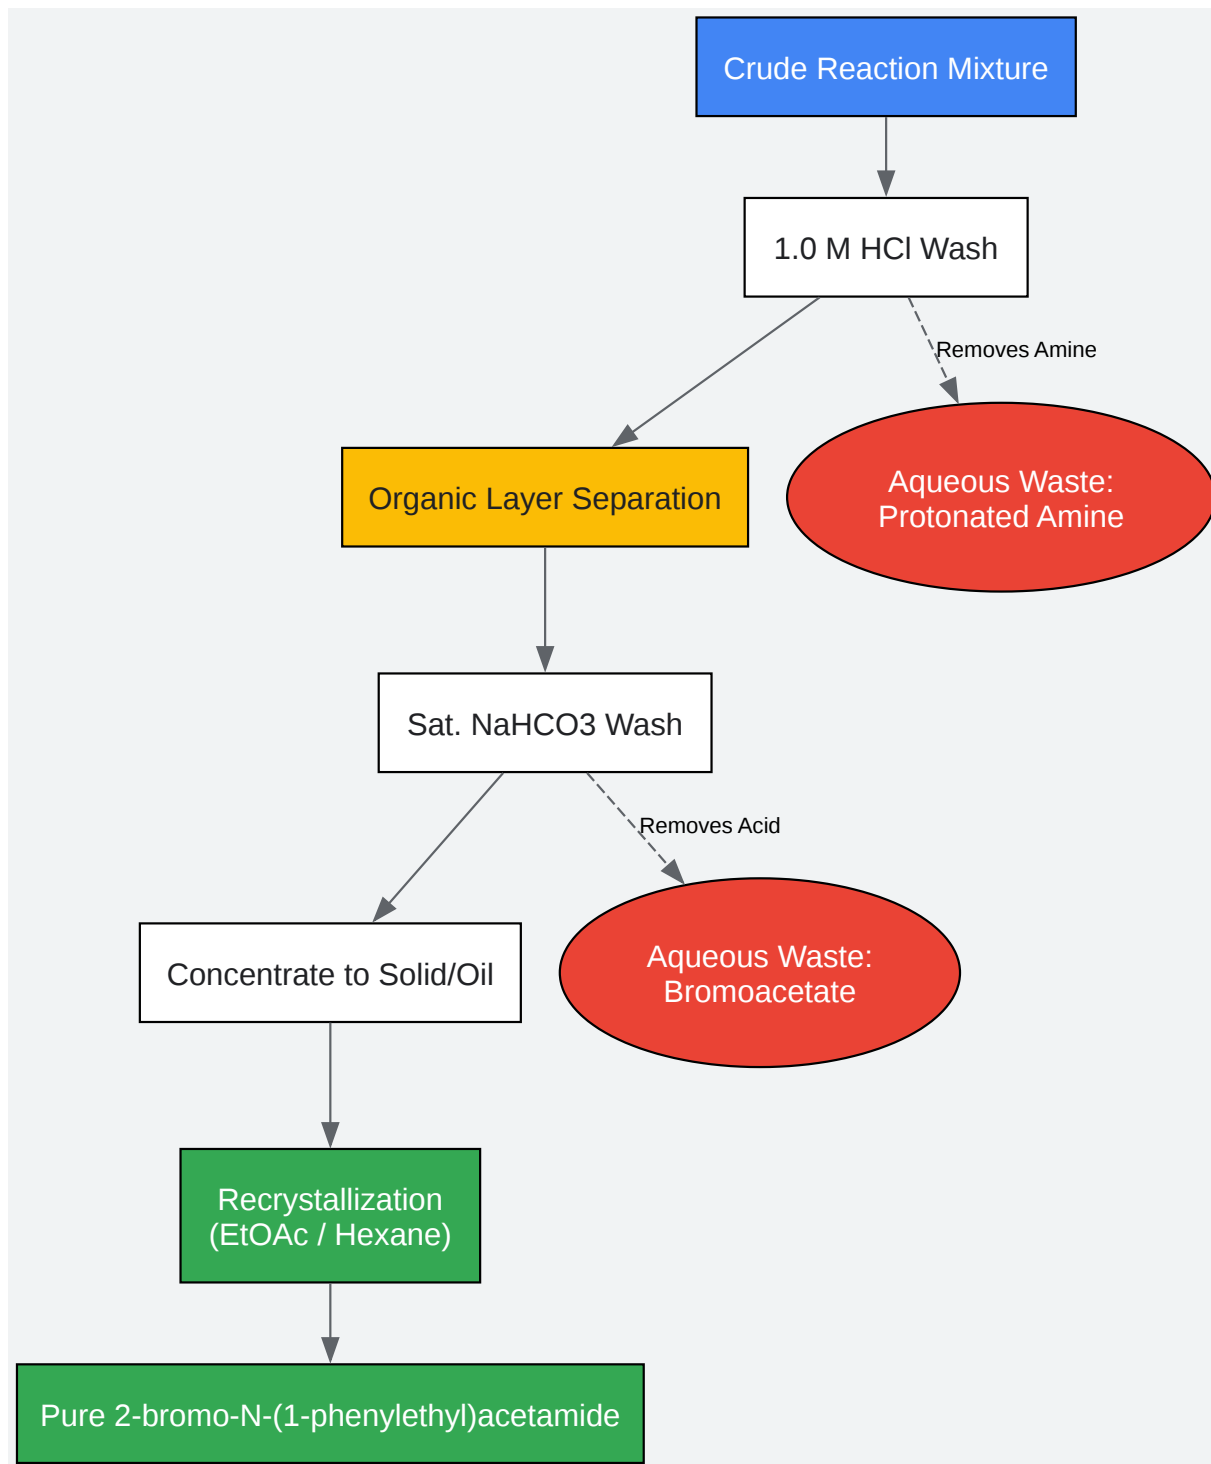 Crude Reaction Mixture
1.0 M HCl Wash
Removes Amine
Organic Layer Separation
Aqueous Waste:
Protonated Amine
Sat. NaHCO3 Wash
Removes Acid
Concentrate to Solid/Oil
Aqueous Waste:
Bromoacetate
Recrystallization
(EtOAc / Hexane)
Pure 2-bromo-N-(1-phenylethyl)acetamide